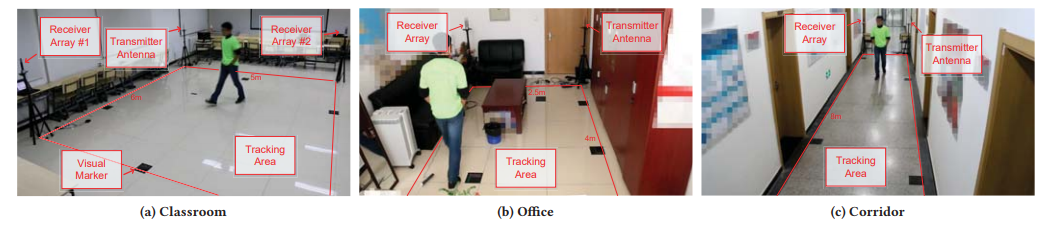 Receiver
Array #1
Transmitter
Antenna
Receiver
Array #2
5m
6m
Visual
Marker
Tracking
Area
(a) Classroom
Receiver
Array
Transmitter
Antenna
2.5m
4m
Tracking
Area
(b) Office
Receiver
Array
Transmitter
Antenna
8m
Tracking
Area
(c) Corridor